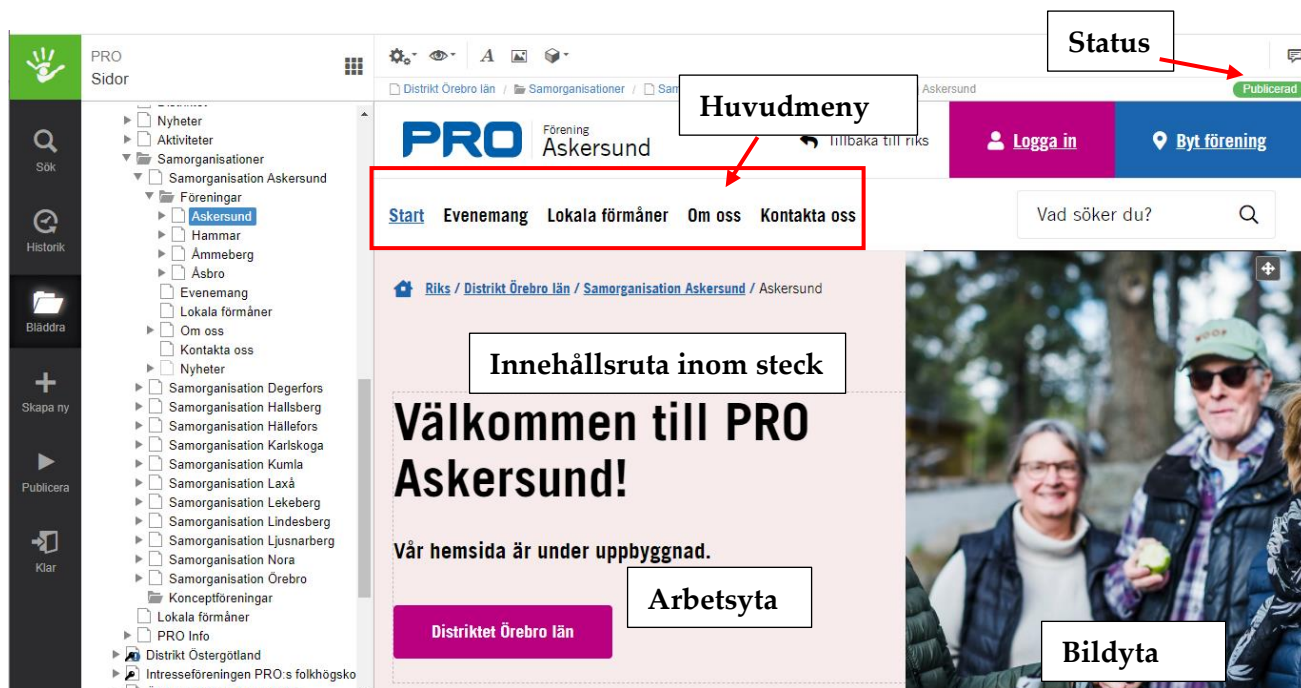 Status
PRO
Sidor
A
Distrikt Örebro län / Samorganisationer / Sam
Askersund
Publicerad
Huvudmeny
Sök
Historik
Bläddra
Skapa ny
Publicera
Klar
Nyheter
Aktiviteter
Samorganisationer
Samorganisation Askersund
Föreningar
Askersund
Hammar
Åmmeberg
Åsbro
Evenemang
Lokala förmåner
Om oss
Kontakta oss
Nyheter
Samorganisation Degerfors
Samorganisation Hallsberg
Samorganisation Hällefors
Samorganisation Karlskoga
Samorganisation Kumla
Samorganisation Laxå
Samorganisation Lekeberg
Samorganisation Lindesberg
Samorganisation Ljusnarberg
Samorganisation Nora
Samorganisation Örebro
Konceptföreningar
Lokala förmåner
PRO Info
Distrikt Östergötland
Intresseföreningen PRO:s folkhögsko
PRO
Förening
Askersund
Tillbaka till riks
Logga in
Byt förening
Start Evenemang Lokala förmåner Om oss Kontakta oss
Vad söker du?
Riks / Distrikt Örebro län / Samorganisation Askersund / Askersund
Innehållsruta inom steck
Välkommen till PRO
Askersund!
Vår hemsida är under uppbyggnad.
Arbetsyta
Distriktet Örebro län
WOOF
Bildyta